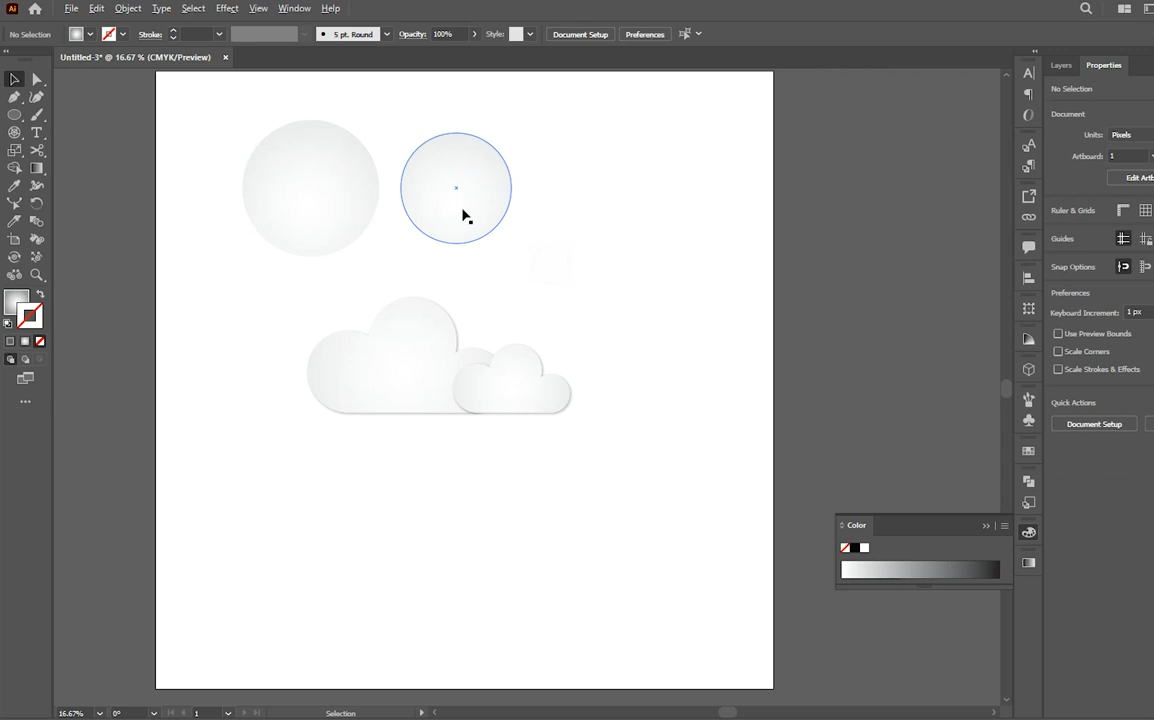 Ai File Edit Object Type Select Effect View Window Help
No Selection Stroke: 5 pt. Round Opacity: 100% Style: Document Setup Preferences
Untitled-3* @ 16.67 % (CMYK/Preview) ×
Layers Properties
No Selection
Document
Units: Pixels
Artboard: 1
Edit Artb
Ruler & Grids
Guides
Snap Options
Preferences
Keyboard Increment: 1 px
Use Preview Bounds
Scale Corners
Scale Strokes & Effects
Quick Actions
Document Setup
Color
16.67% 0° 1 Selection